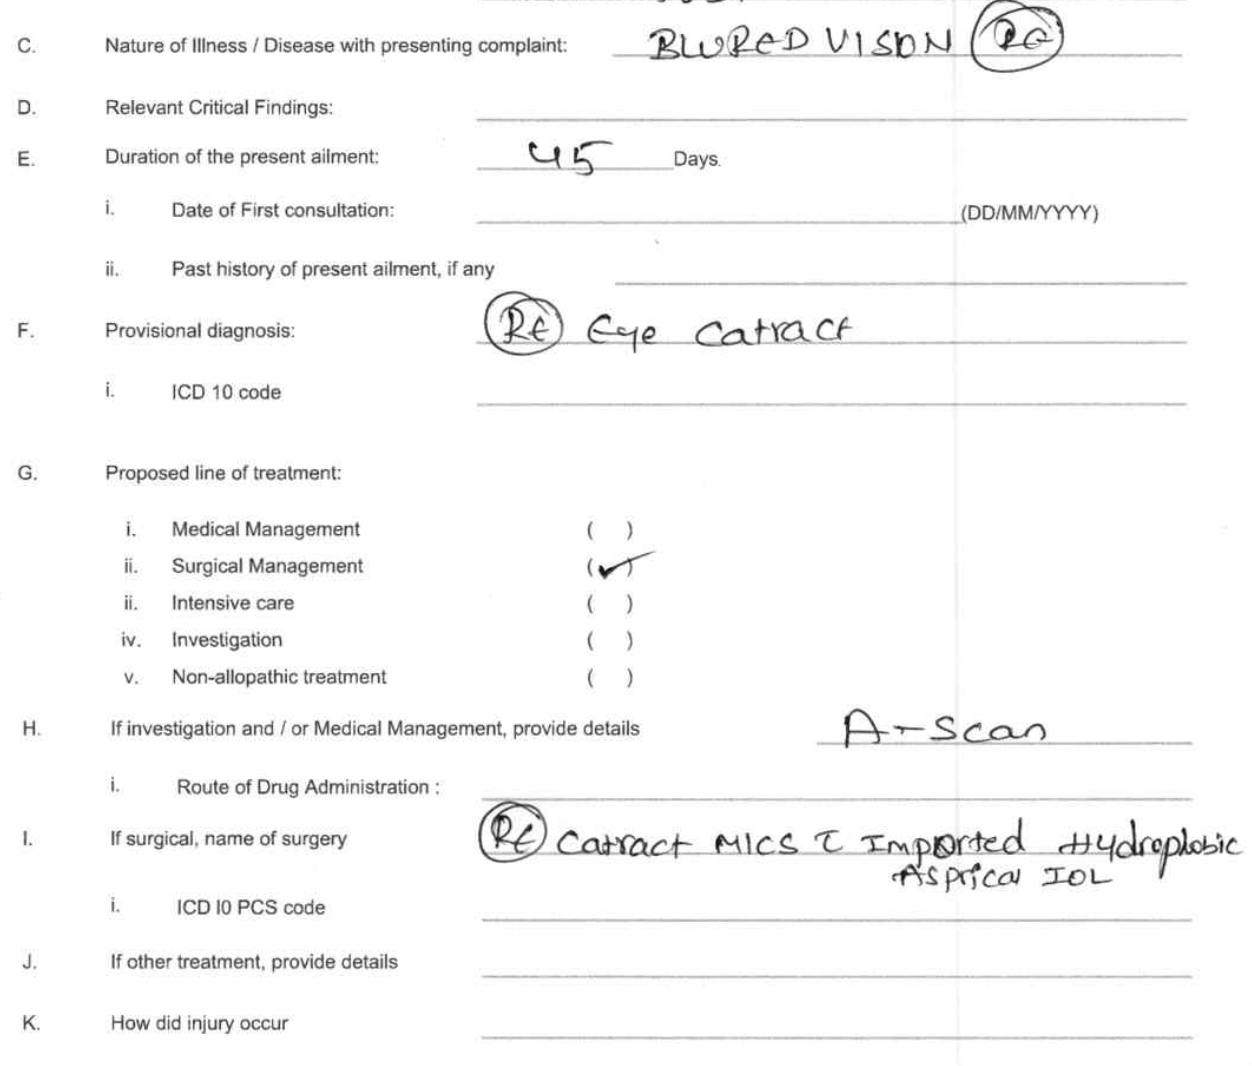 C. Nature of Illness / Disease with presenting complaint: BLURED VISION RE
D. Relevant Critical Findings:
E. Duration of the present ailment: 45 Days.
i. Date of First consultation: (DD/MM/YYYY)
ii. Past history of present ailment, if any
F. Provisional diagnosis: RE Eye Catract
i. ICD 10 code
G. Proposed line of treatment:
i. Medical Management ( )
ii. Surgical Management (✓)
ii. Intensive care ( )
iv. Investigation ( )
v. Non-allopathic treatment ( )
H. If investigation and / or Medical Management, provide details A-Scan
i. Route of Drug Administration :
I. If surgical, name of surgery RE Catract MICS c̄ Imported Hydrophobic
Asprical IOL
i. ICD I0 PCS code
J. If other treatment, provide details
K. How did injury occur